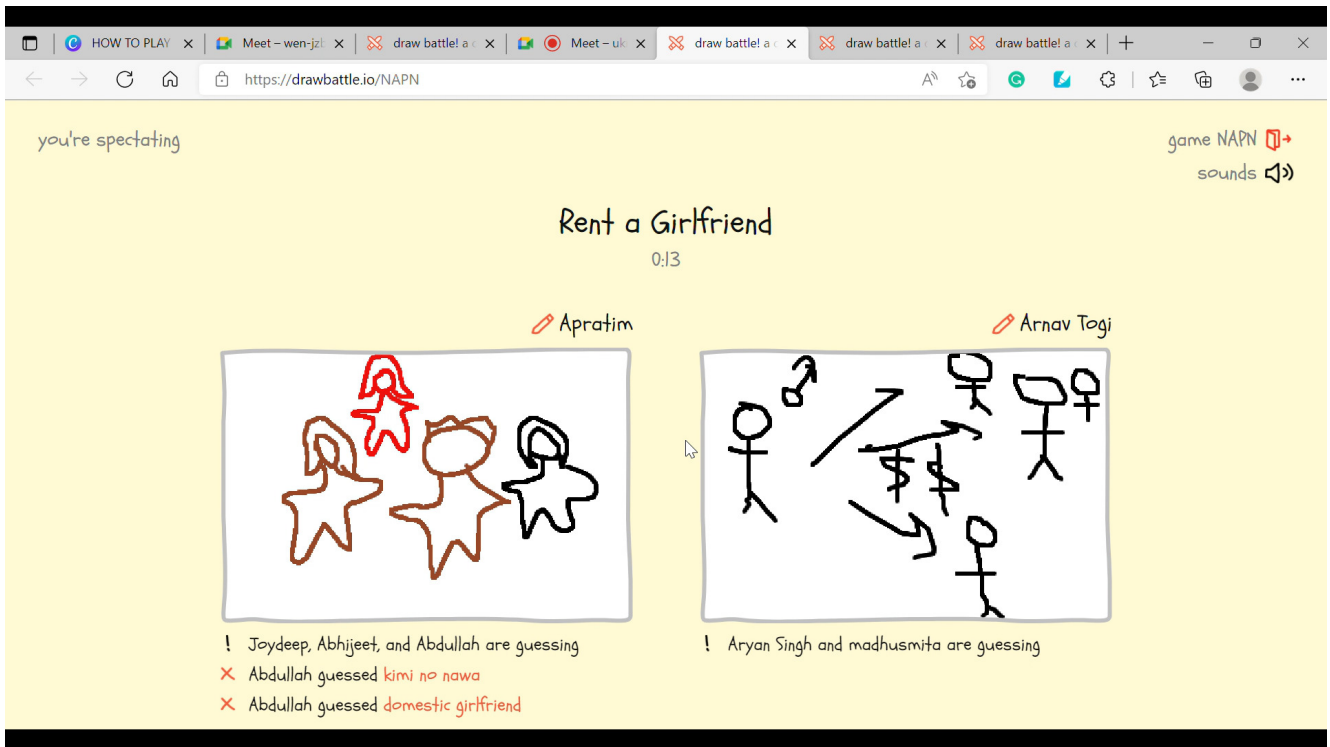 HOW TO PLAY
Meet – wen-jz
draw battle! a
Meet – uk
draw battle! a
draw battle! a
draw battle! a
https://drawbattle.io/NAPN
you're spectating
game NAPN
sounds
Rent a Girlfriend
0:13
Apratim
Arnav Togi
$ $
! Joydeep, Abhijeet, and Abdullah are guessing
! Aryan Singh and madhusmita are guessing
Abdullah guessed kimi no nawa
Abdullah guessed domestic girlfriend